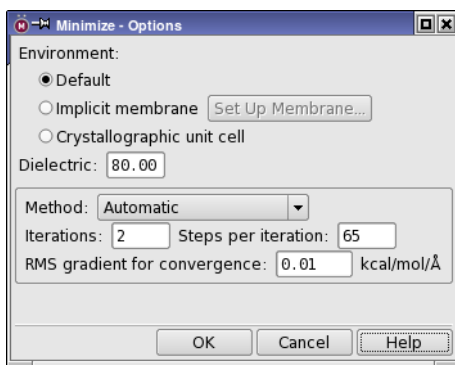 Minimize - Options
Environment:
Default
Implicit membrane Set Up Membrane...
Crystallographic unit cell
Dielectric: 80.00
Method: Automatic
Iterations: 2 Steps per iteration: 65
RMS gradient for convergence: 0.01 kcal/mol/Å
OK Cancel Help